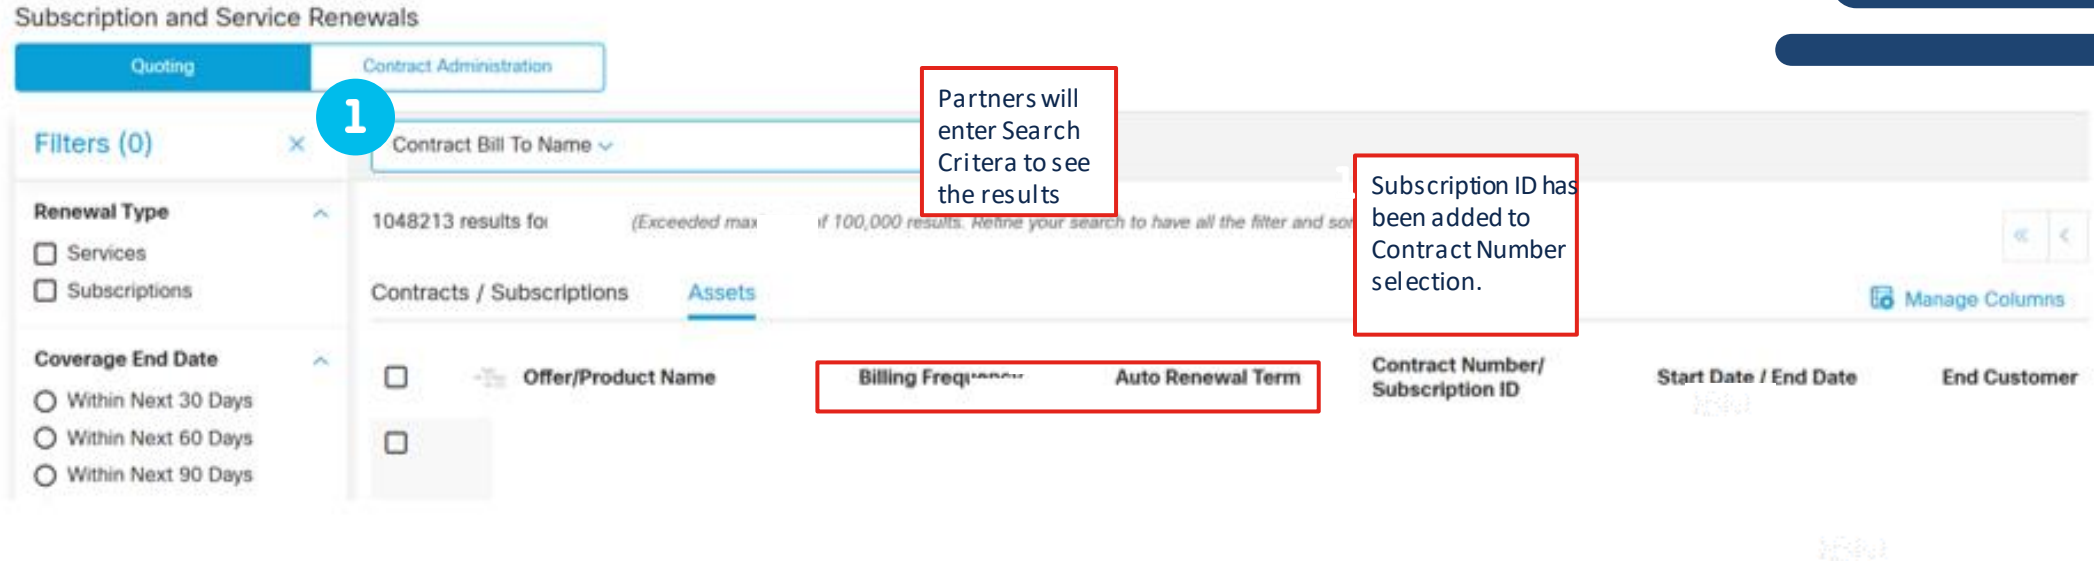 Subscription and Service Renewals
Quoting
Contract Administration
1
Filters (0)
Contract Bill To Name
Partners will
enter Search
Critera to see
the results
Subscription ID has
been added to
Contract Number
selection.
Renewal Type
Services
Subscriptions
1048213 results for (Exceeded max of 100,000 results. Refine your search to have all the filter and
Contracts / Subscriptions
Assets
Manage Columns
Coverage End Date
Within Next 30 Days
Within Next 60 Days
Within Next 90 Days
Offer/Product Name
Billing Frequency
Auto Renewal Term
Contract Number/
Subscription ID
Start Date / End Date
End Customer